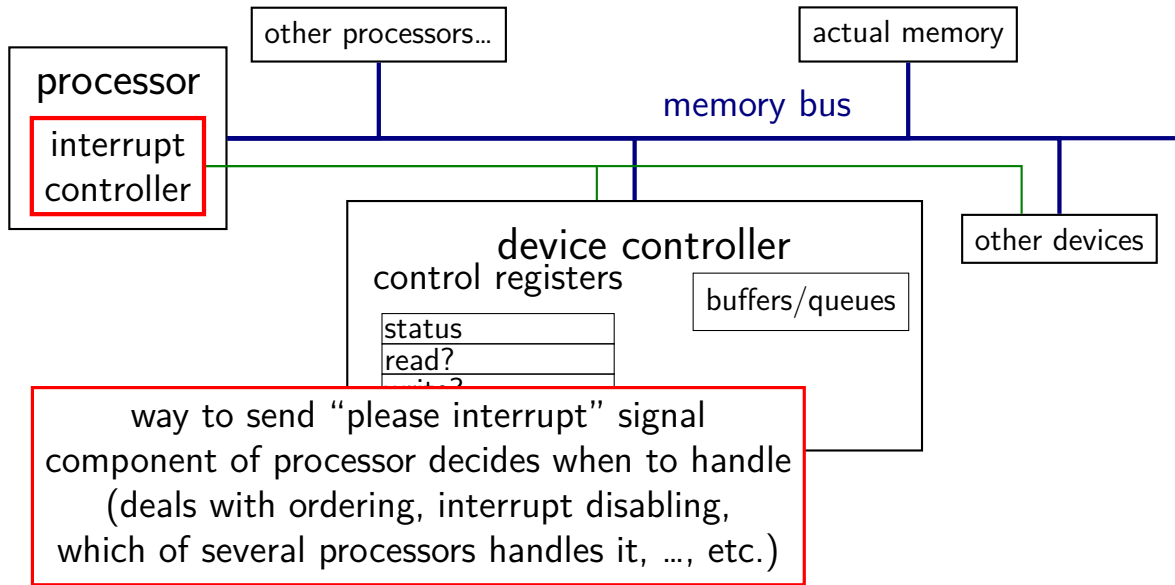 other processors…
actual memory
processor
memory bus
interrupt
controller
other devices
device controller
control registers
buffers/queues
status
read?
way to send “please interrupt” signal
component of processor decides when to handle
(deals with ordering, interrupt disabling,
which of several processors handles it, …, etc.)